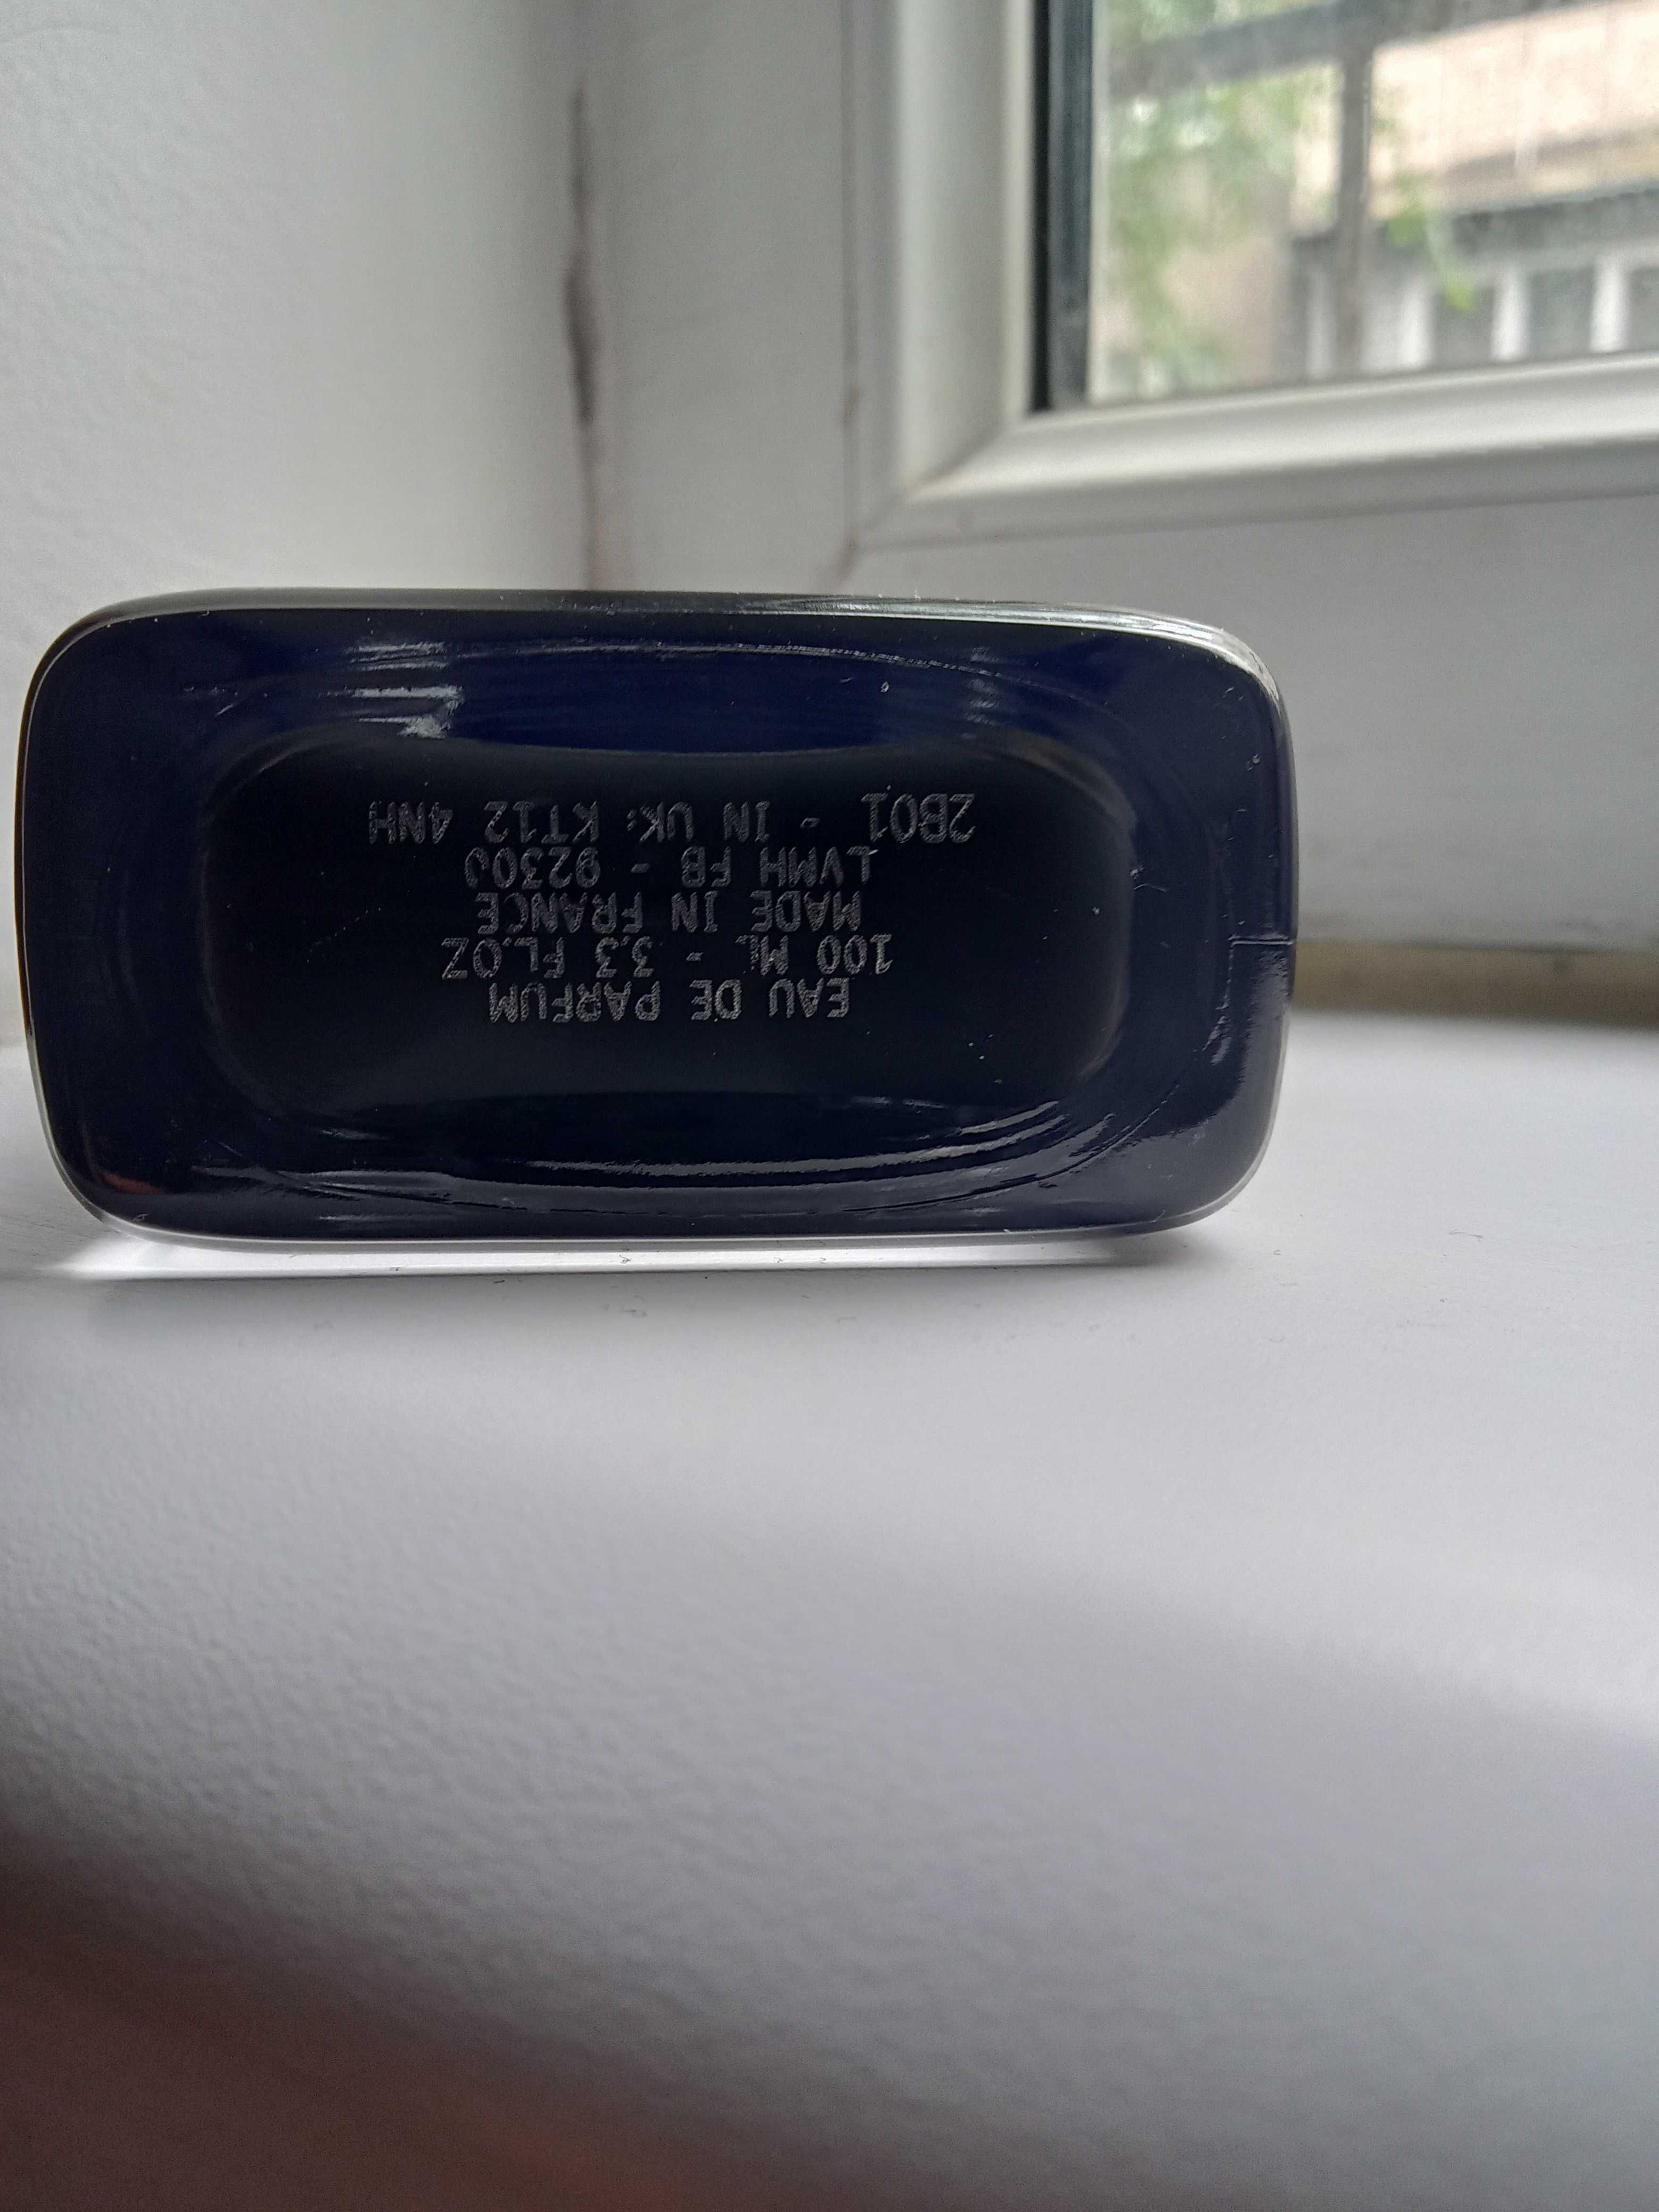 EAU DE PARFUM
100 ML - 3.3 FL.OZ
MADE IN FRANCE
LVMH FB - 92300
2B01 - IN UK: KT12 4NH